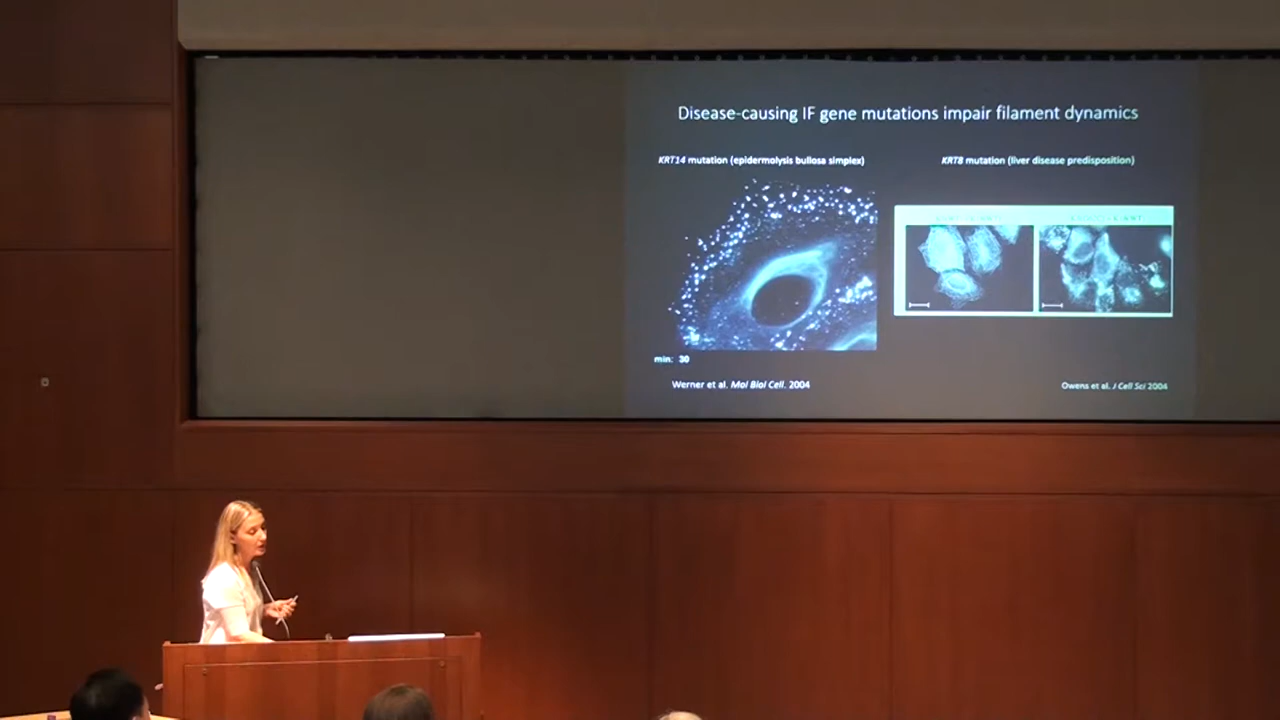 Disease-causing IF gene mutations impair filament dynamics
KRT14 mutation (epidermolysis bullosa simplex)
KRT8 mutation (liver disease predisposition)
min: 30
Werner et al. Mol Biol Cell. 2004
Owens et al. J Cell Sci 2004